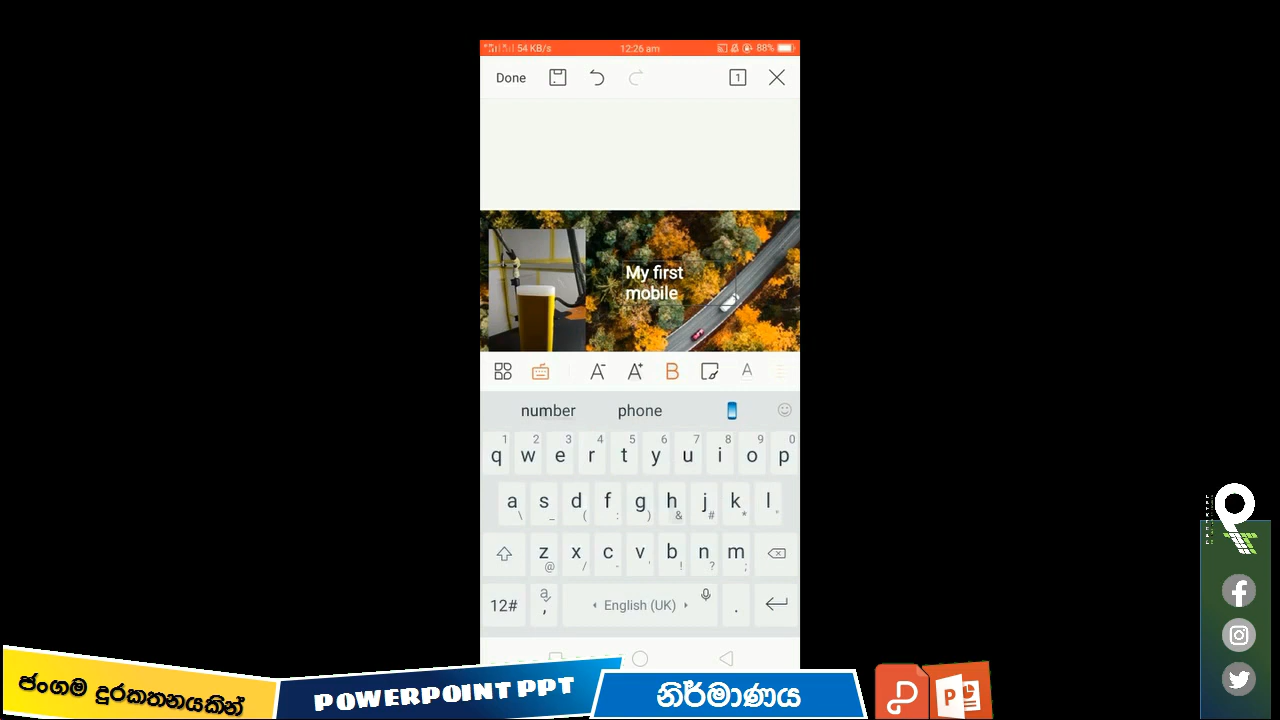 54 KB/s 12:26 am 88%
Done 1
My first
mobile
A- A+ B A
number phone
1 2 3 4 5 6 7 8 9 0
q w e r t y u i o p
a s d f g h j k l
\ _ ( : ) & # * "
z x c v b n m
@ / - ' ! ? ;
12# , English (UK) .
ජංගම දුරකතනයකින් POWERPOINT PPT නිර්මාණය